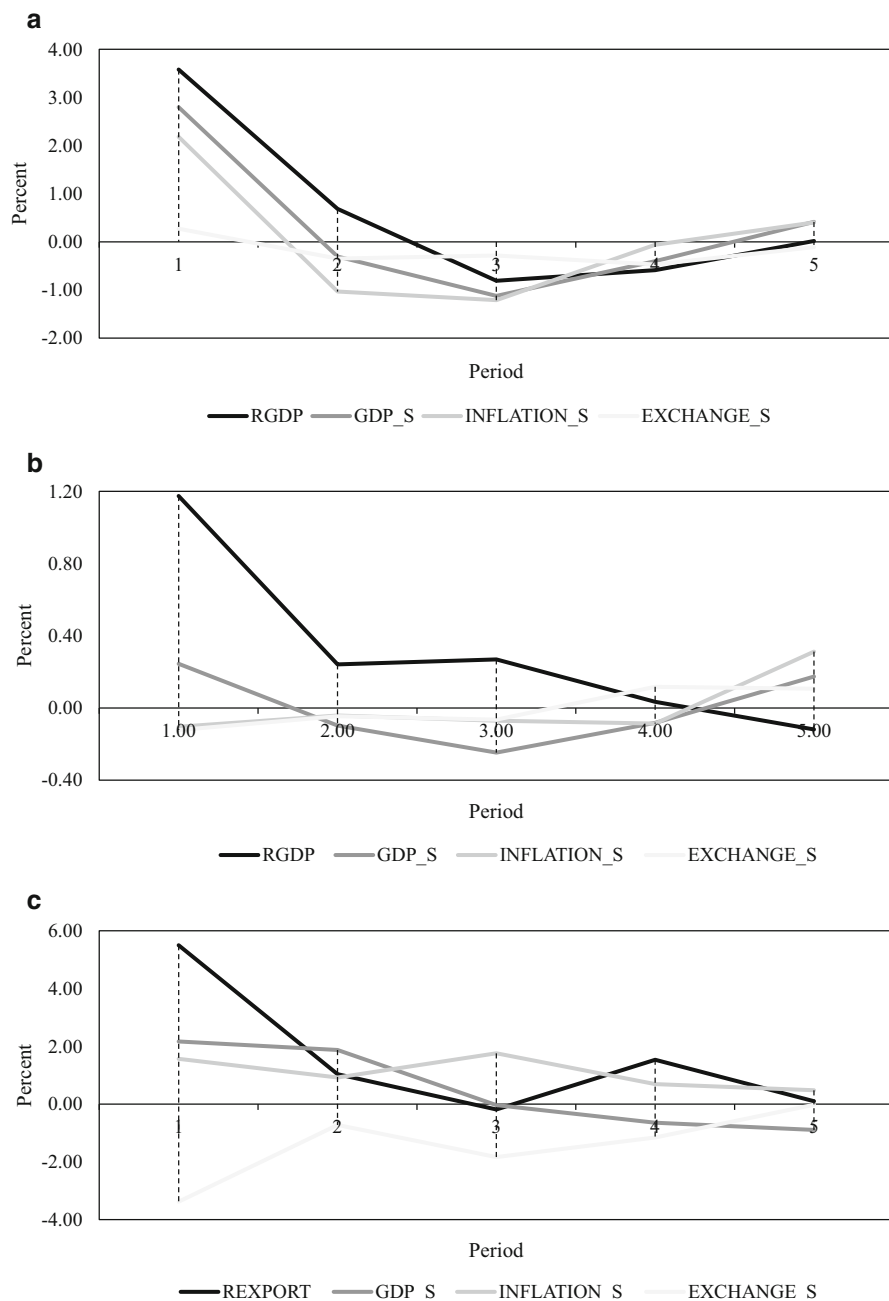 a
4.00
3.00
2.00
1.00
0.00
-1.00
-2.00
Percent
1 2 3 4 5
Period
RGDP GDP_S INFLATION_S EXCHANGE_S
b
1.20
0.80
0.40
0.00
-0.40
Percent
1.00 2.00 3.00 4.00 5.00
Period
RGDP GDP_S INFLATION_S EXCHANGE_S
c
6.00
4.00
2.00
0.00
-2.00
-4.00
Percent
1 2 3 4 5
Period
REXPORT GDP_S INFLATION_S EXCHANGE_S